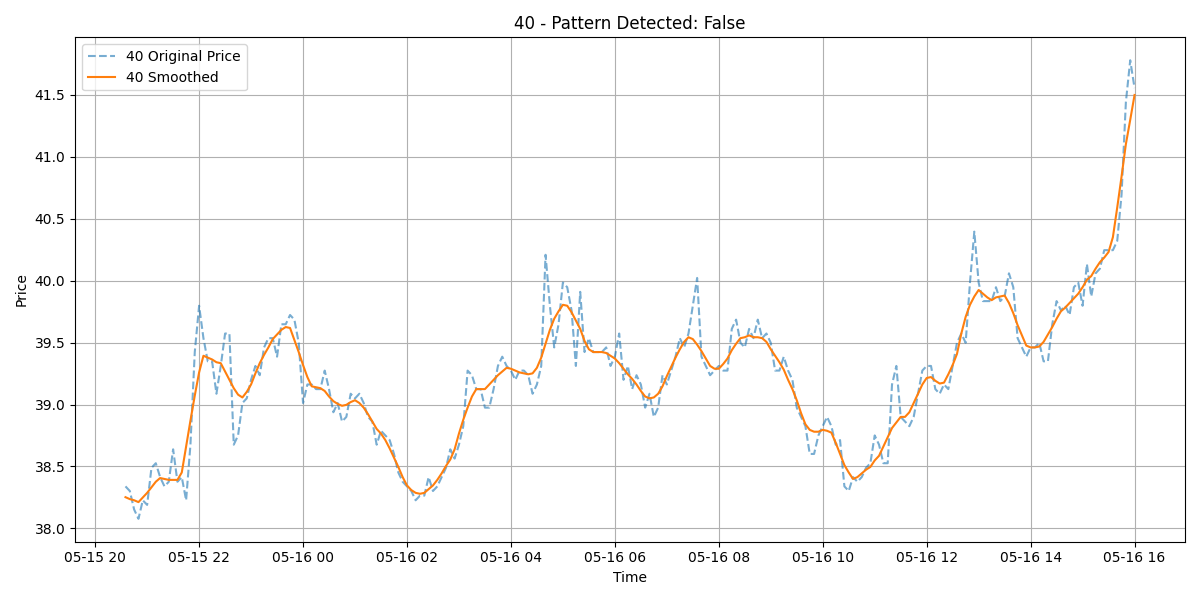 40 - Pattern Detected: False
40 Original Price
40 Smoothed
Price
41.5
41.0
40.5
40.0
39.5
39.0
38.5
38.0
05-15 20 05-15 22 05-16 00 05-16 02 05-16 04 05-16 06 05-16 08 05-16 10 05-16 12 05-16 14 05-16 16
Time